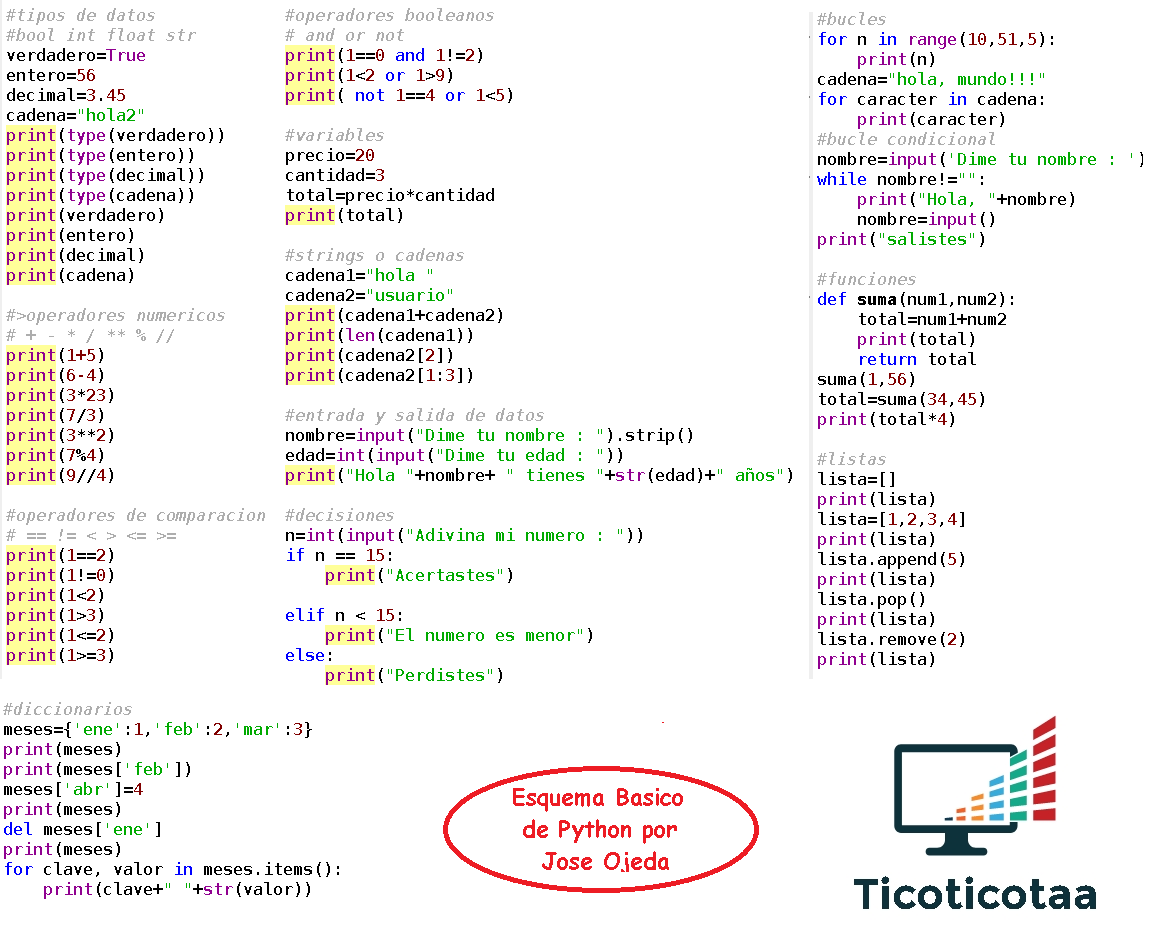 #tipos de datos
#bool int float str
verdadero=True
entero=56
decimal=3.45
cadena="hola2"
print(type(verdadero))
print(type(entero))
print(type(decimal))
print(type(cadena))
print(verdadero)
print(entero)
print(decimal)
print(cadena)

#>operadores numericos
# + - * / ** % //
print(1+5)
print(6-4)
print(3*23)
print(7/3)
print(3**2)
print(7%4)
print(9//4)

#operadores de comparacion
# == != < > <= >=
print(1==2)
print(1!=0)
print(1<2)
print(1>3)
print(1<=2)
print(1>=3)

#operadores booleanos
# and or not
print(1==0 and 1!=2)
print(1<2 or 1>9)
print( not 1==4 or 1<5)

#variables
precio=20
cantidad=3
total=precio*cantidad
print(total)

#strings o cadenas
cadena1="hola "
cadena2="usuario"
print(cadena1+cadena2)
print(len(cadena1))
print(cadena2[2])
print(cadena2[1:3])

#entrada y salida de datos
nombre=input("Dime tu nombre : ").strip()
edad=int(input("Dime tu edad : "))
print("Hola "+nombre+ " tienes "+str(edad)+" años")

#decisiones
n=int(input("Adivina mi numero : "))
if n == 15:
    print("Acertastes")

elif n < 15:
    print("El numero es menor")
else:
    print("Perdistes")

#bucles
for n in range(10,51,5):
    print(n)
cadena="hola, mundo!!!"
for caracter in cadena:
    print(caracter)
#bucle condicional
nombre=input('Dime tu nombre : ')
while nombre!="":
    print("Hola, "+nombre)
    nombre=input()
print("salistes")

#funciones
def suma(num1,num2):
    total=num1+num2
    print(total)
    return total
suma(1,56)
total=suma(34,45)
print(total*4)

#listas
lista=[]
print(lista)
lista=[1,2,3,4]
print(lista)
lista.append(5)
print(lista)
lista.pop()
print(lista)
lista.remove(2)
print(lista)

#diccionarios
meses={'ene':1,'feb':2,'mar':3}
print(meses)
print(meses['feb'])
meses['abr']=4
print(meses)
del meses['ene']
print(meses)
for clave, valor in meses.items():
    print(clave+" "+str(valor))

Esquema Basico
de Python por
Jose Ojeda

Ticoticotaa